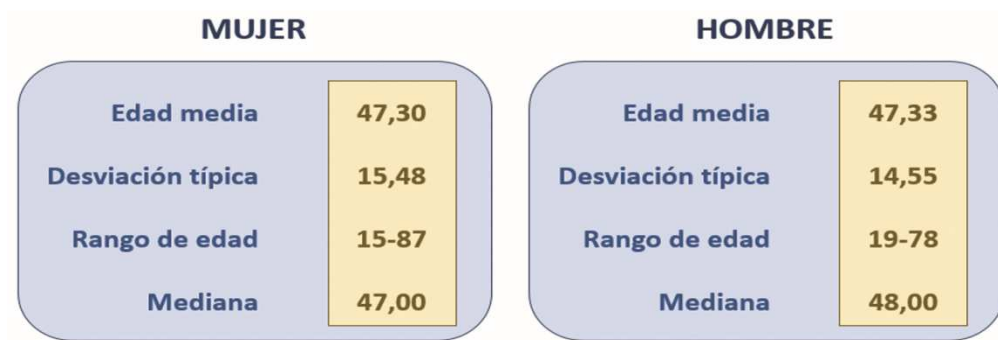 MUJER
Edad media 47,30
Desviación típica 15,48
Rango de edad 15-87
Mediana 47,00
HOMBRE
Edad media 47,33
Desviación típica 14,55
Rango de edad 19-78
Mediana 48,00